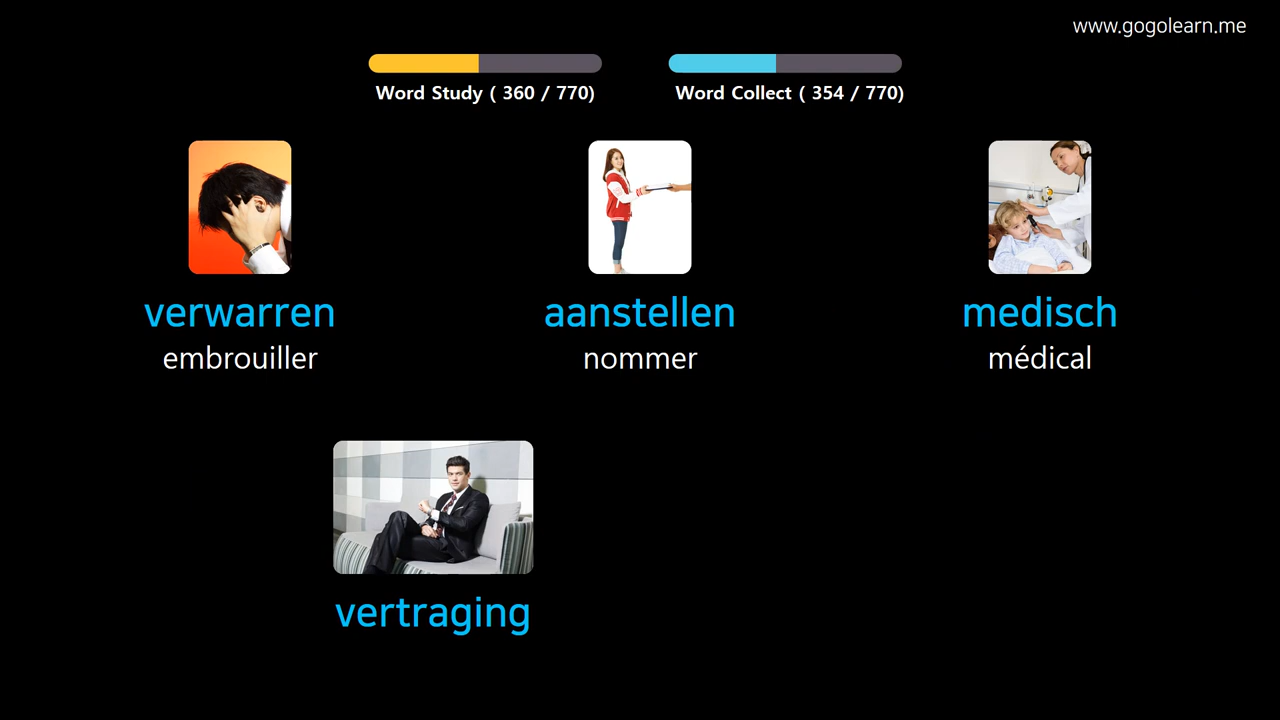 www.gogolearn.me
Word Study ( 360 / 770)
Word Collect ( 354 / 770)
verwarren
embrouiller
aanstellen
nommer
medisch
médical
vertraging